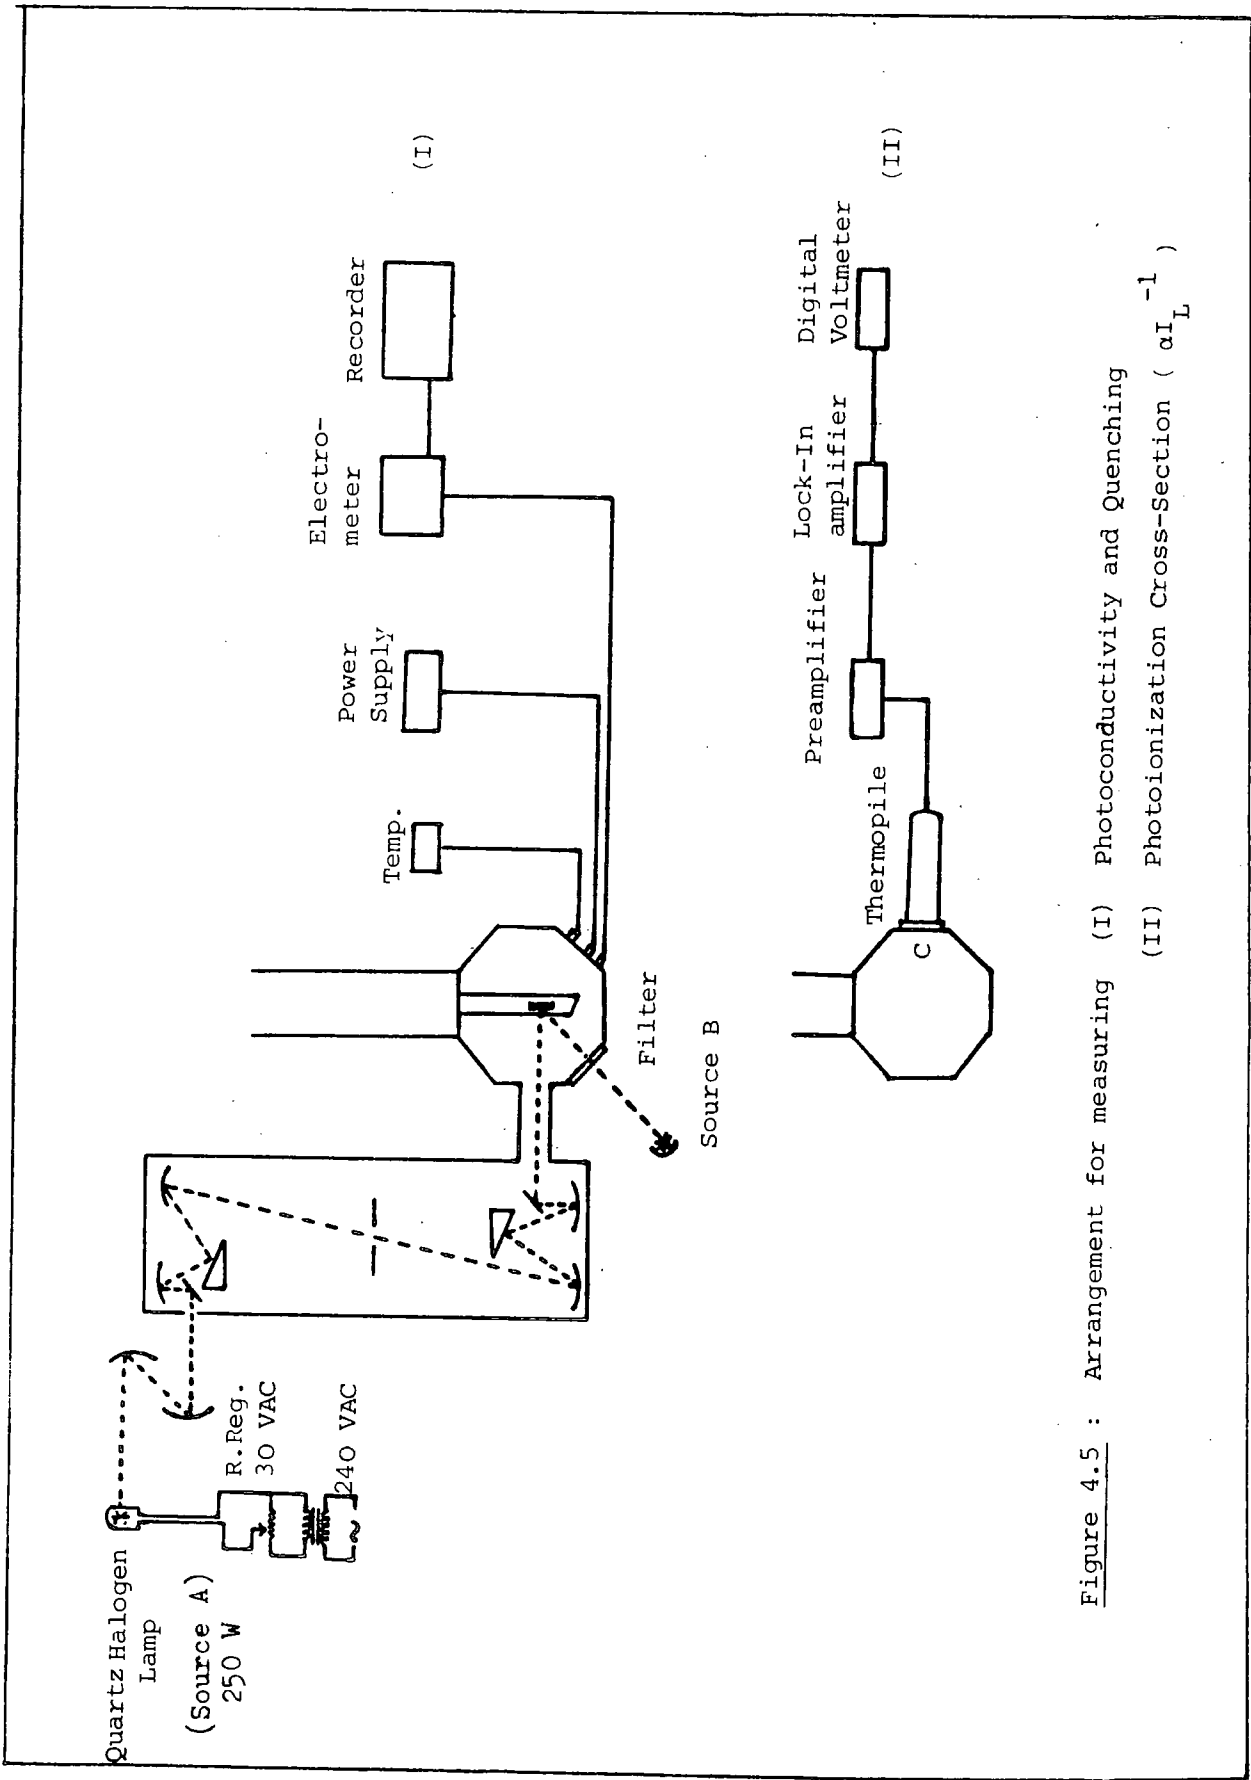 Quartz Halogen
Lamp
(Source A)
250 W
R.Reg.
30 VAC
240 VAC
Source B
Filter
Temp.
Power
Supply
Electro-
meter
Recorder
(I)
Thermopile
C
Preamplifier
Lock-In
amplifier
Digital
Voltmeter
(II)
Figure 4.5 : Arrangement for measuring (I) Photoconductivity and Quenching
(II) Photoionization Cross-Section ( αI_L^-1 )